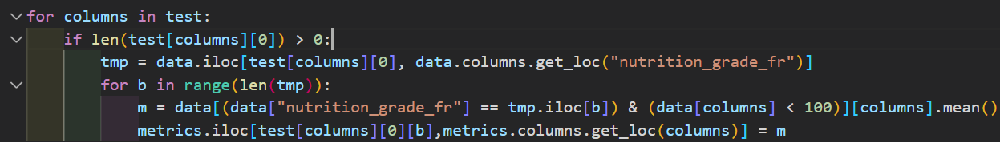 for columns in test:
if len(test[columns][0]) > 0:
tmp = data.iloc[test[columns][0], data.columns.get_loc("nutrition_grade_fr")]
for b in range(len(tmp)):
m = data[(data["nutrition_grade_fr"] == tmp.iloc[b]) & (data[columns] < 100)][columns].mean()
metrics.iloc[test[columns][0][b],metrics.columns.get_loc(columns)] = m